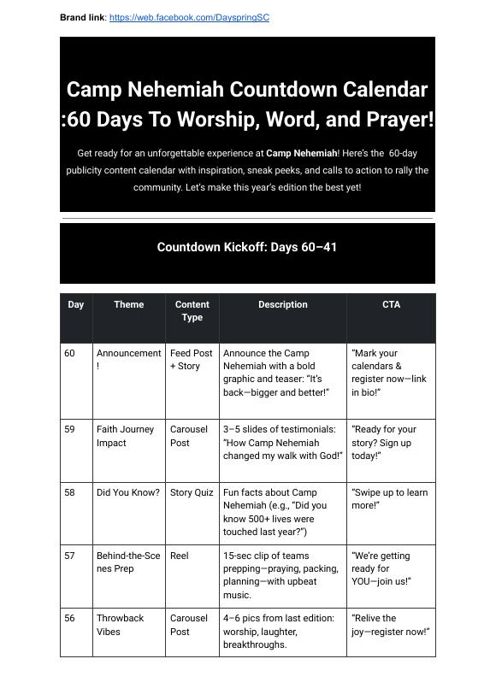 Brand link: https://web.facebook.com/DayspringSC
Camp Nehemiah Countdown Calendar
:60 Days To Worship, Word, and Prayer!
Get ready for an unforgettable experience at Camp Nehemiah! Here's the 60-day
publicity content calendar with inspiration, sneak peeks, and calls to action to rally the
community. Let's make this year's edition the best yet!
Countdown Kickoff: Days 60–41
Day
Theme
Content
Type
Description
CTA
60
Announcement
!
Feed Post
+ Story
Announce the Camp
Nehemiah with a bold
graphic and teaser: “It's
back—bigger and better!”
“Mark your
calendars &
register now—link
in bio!”
59
Faith Journey
Impact
Carousel
Post
3–5 slides of testimonials:
“How Camp Nehemiah
changed my walk with God!”
“Ready for your
story? Sign up
today!”
58
Did You Know?
Story Quiz
Fun facts about Camp
Nehemiah (e.g., “Did you
know 500+ lives were
touched last year?”)
“Swipe up to learn
more!”
57
Behind-the-Sce
nes Prep
Reel
15-sec clip of teams
prepping—praying, packing,
planning—with upbeat
music.
“We're getting
ready for
YOU—join us!”
56
Throwback
Vibes
Carousel
Post
4–6 pics from last edition:
worship, laughter,
breakthroughs.
“Relive the
joy—register now!”